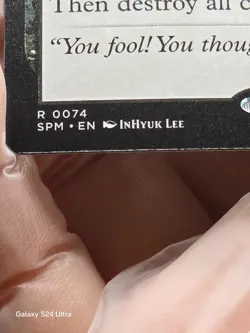 Then destroy all c
“You fool! You thoug
R 0074
SPM • EN InHyuk Lee
Galaxy S24 Ultra